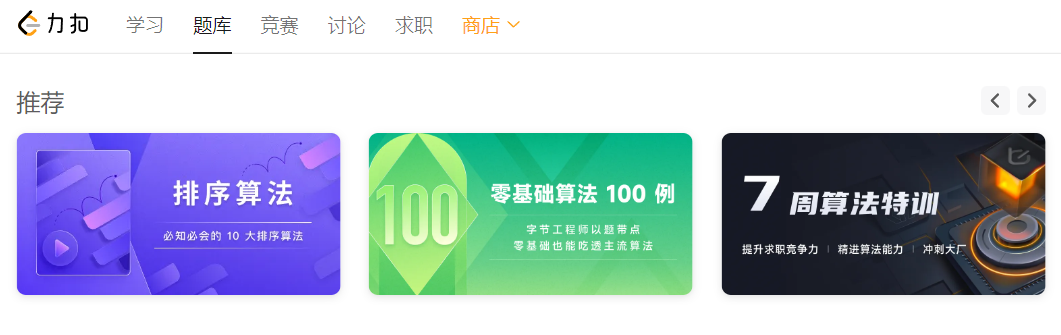 力扣 学习 题库 竞赛 讨论 求职 商店
推荐
排序算法
必知必会的 10 大排序算法
100
零基础算法 100 例
字节工程师以题带点
零基础也能吃透主流算法
7周算法特训
提升求职竞争力 | 精进算法能力 | 冲刺大厂